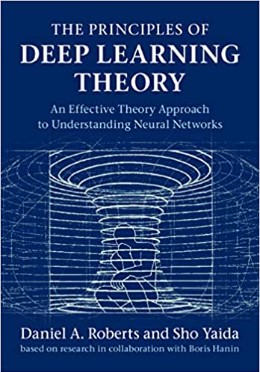 THE PRINCIPLES OF
DEEP LEARNING
THEORY
An Effective Theory Approach
to Understanding Neural Networks
Daniel A. Roberts and Sho Yaida
based on research in collaboration with Boris Hanin